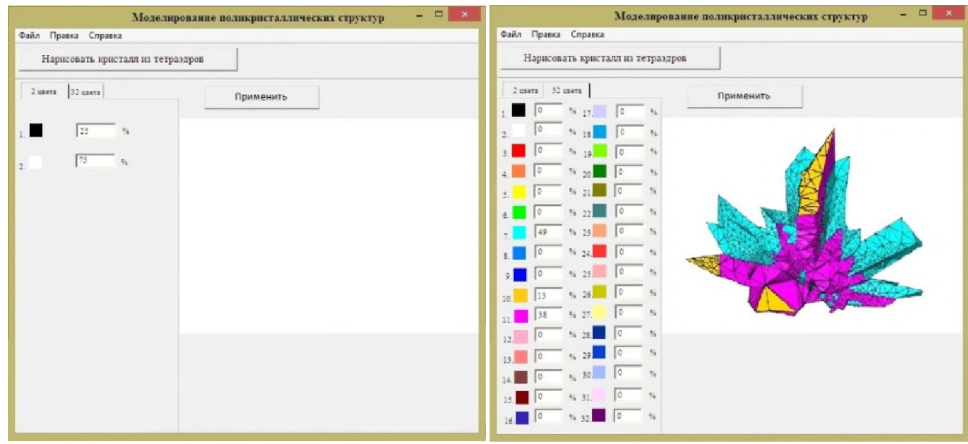 Моделирование поликристаллических структур
Файл Правка Справка
Нарисовать кристалл из тетраэдров
2 цвета 32 цвета
Применить
1. 25 %
2. 75 %
Моделирование поликристаллических структур
Файл Правка Справка
Нарисовать кристалл из тетраэдров
2 цвета 32 цвета
Применить
1. 0 % 17. 0 %
2. 0 % 18. 0 %
3. 0 % 19. 0 %
4. 0 % 20. 0 %
5. 0 % 21. 0 %
6. 0 % 22. 0 %
7. 49 % 23. 0 %
8. 0 % 24. 0 %
9. 0 % 25. 0 %
10. 13 % 26. 0 %
11. 38 % 27. 0 %
12. 0 % 28. 0 %
13. 0 % 29. 0 %
14. 0 % 30. 0 %
15. 0 % 31. 0 %
16. 0 % 32. 0 %